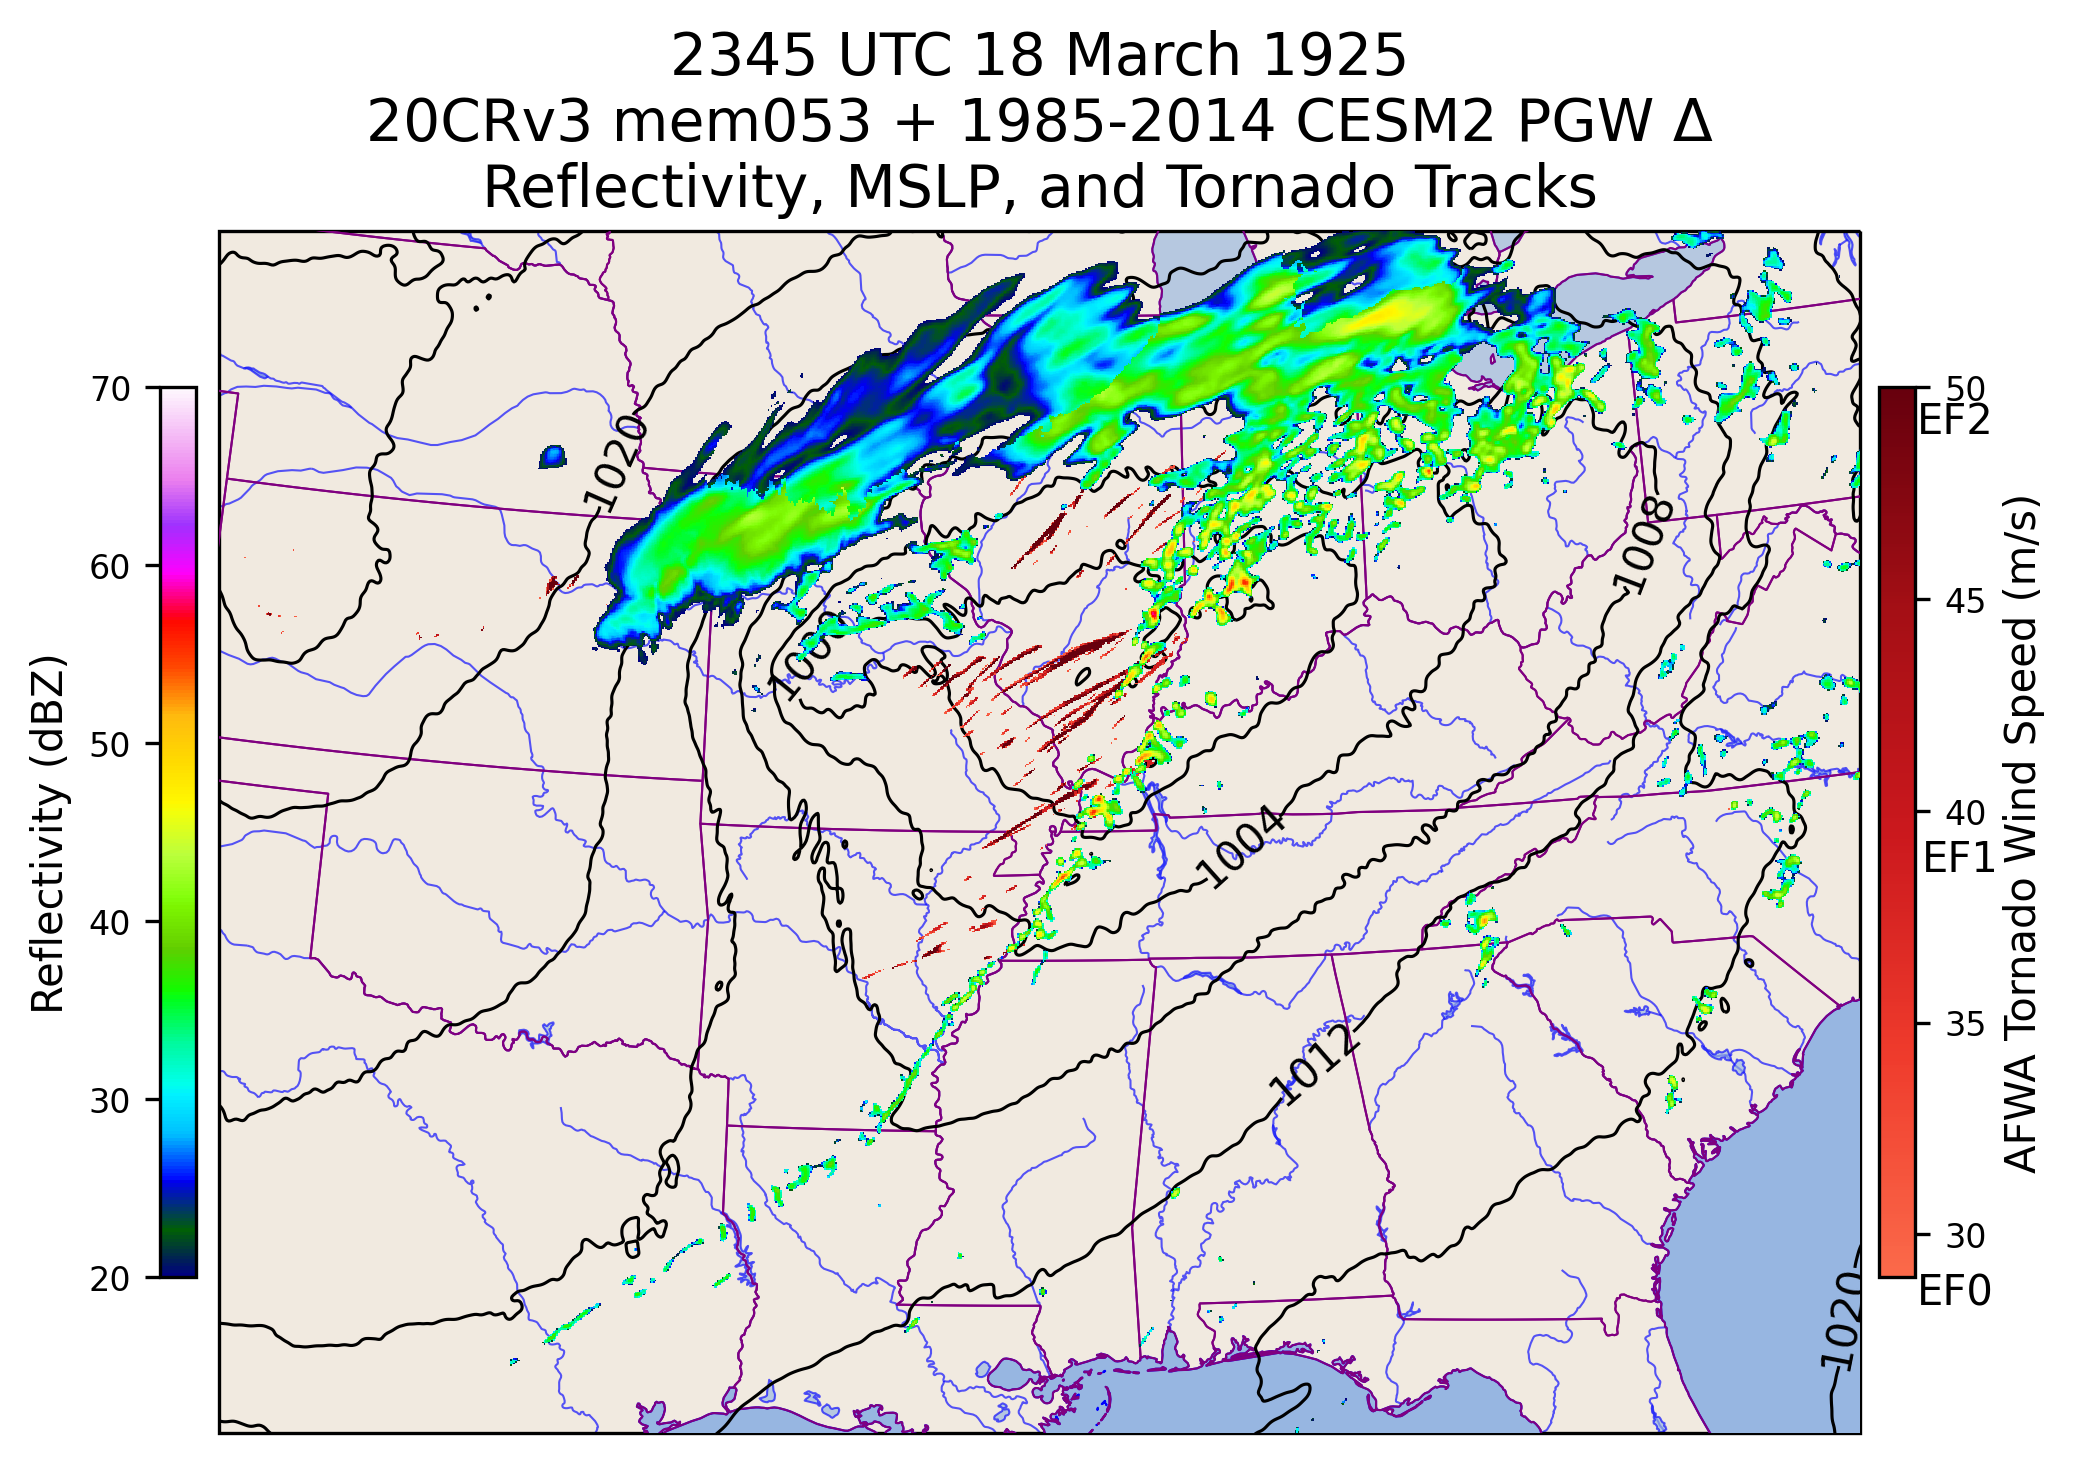 2345 UTC 18 March 1925
20CRv3 mem053 + 1985-2014 CESM2 PGW Δ
Reflectivity, MSLP, and Tornado Tracks
Reflectivity (dBZ)
70
60
50
40
30
20
1020
1008
1004
1012
1020
50
EF2
45
40
EF1
35
30
EF0
AFWA Tornado Wind Speed (m/s)